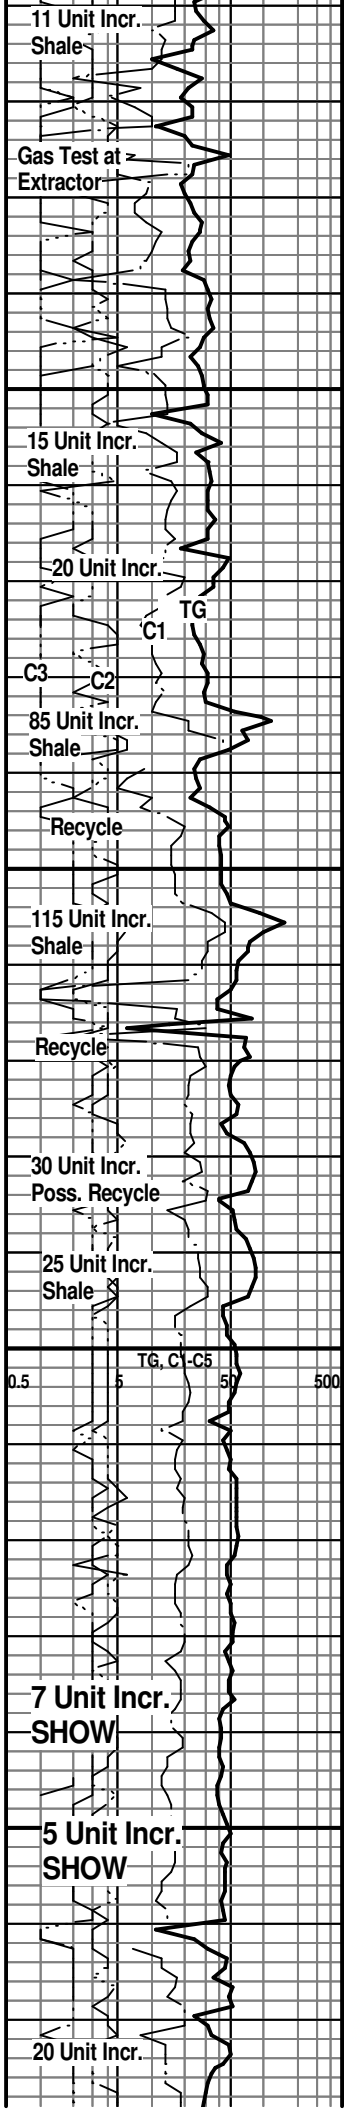 11 Unit Incr.
Shale
Gas Test at
Extractor
15 Unit Incr.
Shale
20 Unit Incr.
TG
C1
C3
C2
85 Unit Incr.
Shale
Recycle
115 Unit Incr.
Shale
Recycle
30 Unit Incr.
Poss. Recycle
25 Unit Incr.
Shale
TG, C1-C5
0.5 5 50 500
7 Unit Incr.
SHOW
5 Unit Incr.
SHOW
20 Unit Incr.